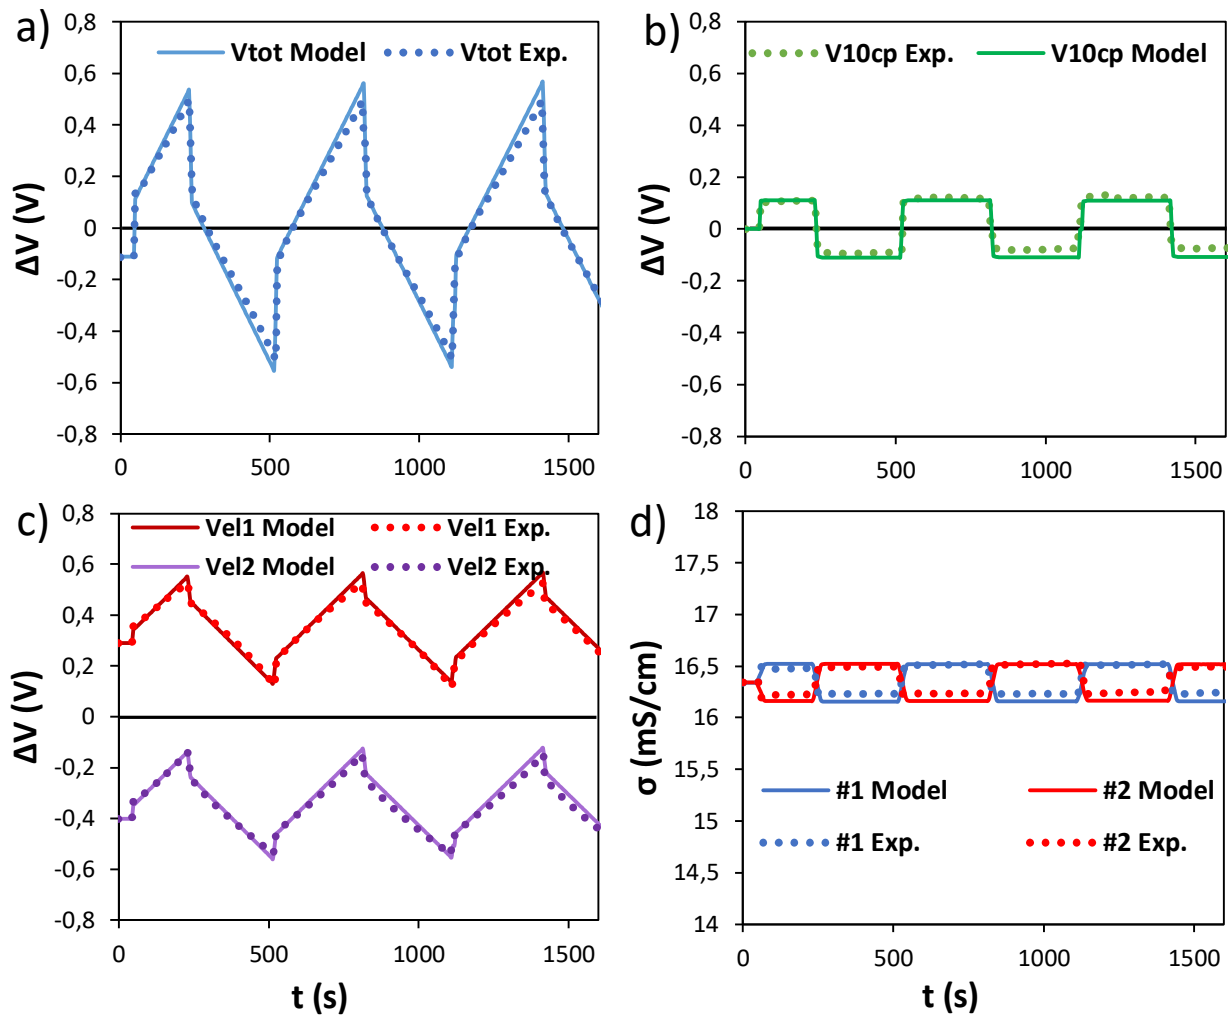 a)
Vtot Model
Vtot Exp.
0,8
0,6
0,4
0,2
0
-0,2
-0,4
-0,6
-0,8
ΔV (V)
0
500
1000
1500
b)
V10cp Exp.
V10cp Model
0,8
0,6
0,4
0,2
0
-0,2
-0,4
-0,6
-0,8
ΔV (V)
0
500
1000
1500
c)
Vel1 Model
Vel1 Exp.
Vel2 Model
Vel2 Exp.
0,8
0,6
0,4
0,2
0
-0,2
-0,4
-0,6
-0,8
ΔV (V)
0
500
1000
1500
t (s)
d)
18
17,5
17
16,5
16
15,5
15
14,5
14
σ (mS/cm)
#1 Model
#2 Model
#1 Exp.
#2 Exp.
0
500
1000
1500
t (s)